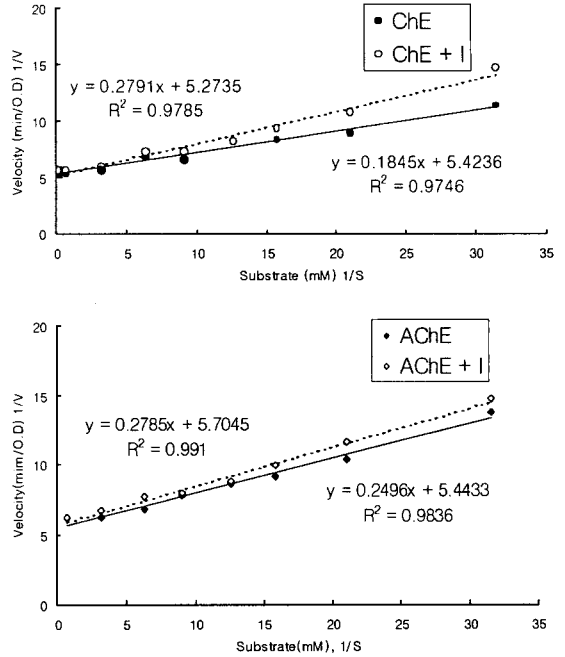 ChE
ChE + I
20
15
10
5
0
Velocity (min/O.D) 1/V
y = 0.2791x + 5.2735
R² = 0.9785
y = 0.1845x + 5.4236
R² = 0.9746
0 5 10 15 20 25 30 35
Substrate (mM) 1/S
AChE
AChE + I
20
15
10
5
0
Velocity(mim/O.D) 1/V
y = 0.2785x + 5.7045
R² = 0.991
y = 0.2496x + 5.4433
R² = 0.9836
0 5 10 15 20 25 30 35
Substrate(mM), 1/S